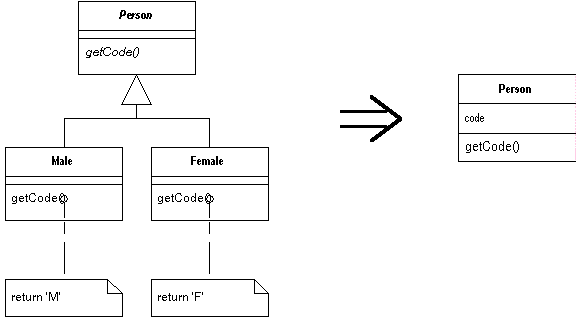 Person
getCode()
Male
getCode()
Female
getCode()
return 'M'
return 'F'
Person
code
getCode()